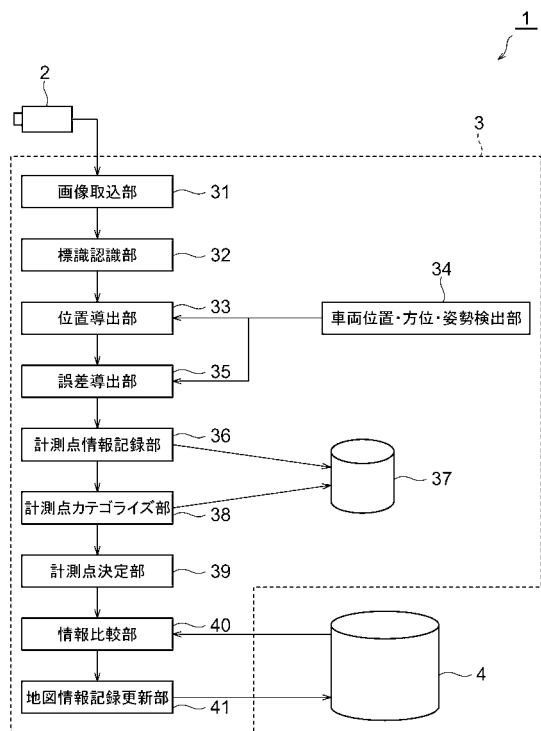 1
2
3
画像取込部
31
標識認識部
32
位置導出部
33
車両位置・方位・姿勢検出部
34
誤差導出部
35
計測点情報記録部
36
37
計測点カテゴライズ部
38
計測点決定部
39
情報比較部
40
4
地図情報記録更新部
41